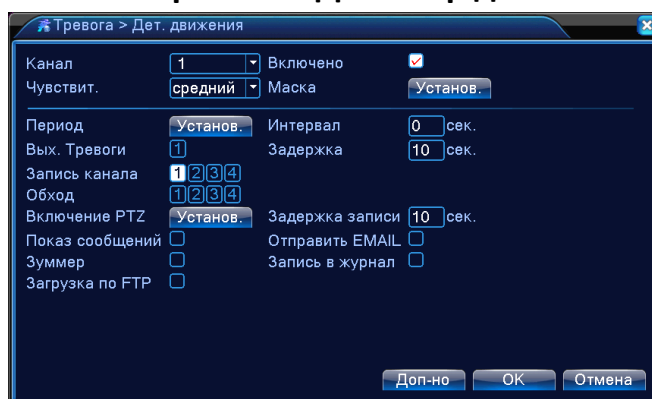 Тревога > Дет. движения
Канал 1 Включено
Чувствит. средний Маска Установ.
Период Установ. Интервал 0 сек.
Вых. Тревоги 1 Задержка 10 сек.
Запись канала 1 2 3 4
Обход 1 2 3 4
Включение PTZ Установ. Задержка записи 10 сек.
Показ сообщений Отправить EMAIL
Зуммер Запись в журнал
Загрузка по FTP
Доп-но OK Отмена